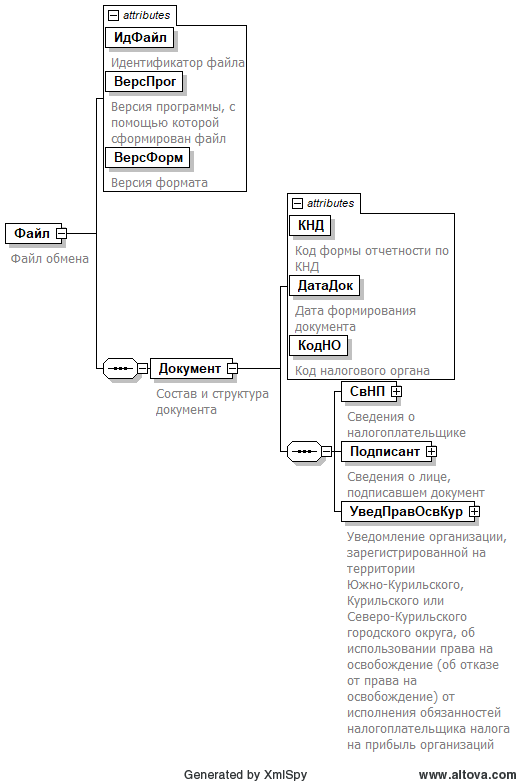 attributes
ИдФайл
Идентификатор файла
ВерсПрог
Версия программы, с
помощью которой
сформирован файл
ВерсФорм
Версия формата
Файл
Файл обмена
Документ
Состав и структура
документа
attributes
КНД
Код формы отчетности по
КНД
ДатаДок
Дата формирования
документа
КодНО
Код налогового органа
СвНП
Сведения о
налогоплательщике
Подписант
Сведения о лице,
подписавшем документ
УведПравОсвКур
Уведомление организации,
зарегистрированной на
территории
Южно-Курильского,
Курильского или
Северо-Курильского
городского округа, об
использовании права на
освобождение (об отказе
от права на
освобождение) от
исполнения обязанностей
налогоплательщика налога
на прибыль организаций
Generated by XmlSpy
www.altova.com